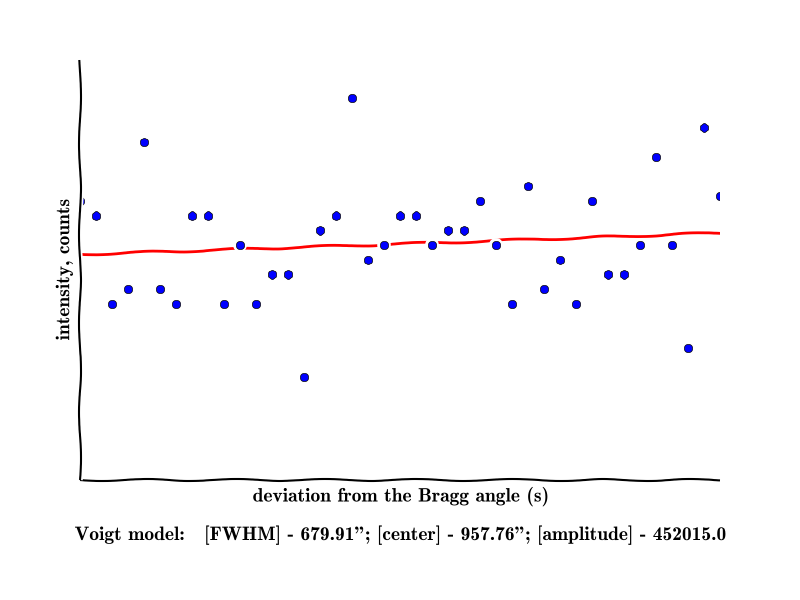 intensity, counts
deviation from the Bragg angle (s)
Voigt model: [FWHM] - 679.91”; [center] - 957.76”; [amplitude] - 452015.0